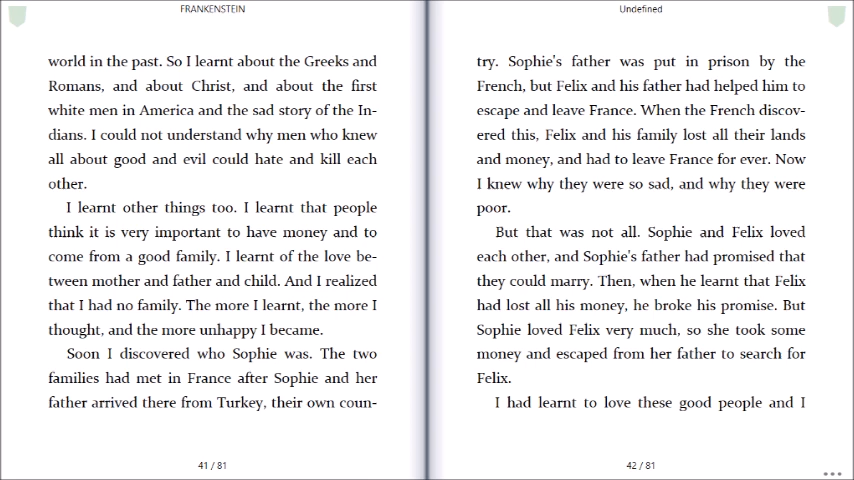 FRANKENSTEIN
world in the past. So I learnt about the Greeks and
Romans, and about Christ, and about the first
white men in America and the sad story of the In-
dians. I could not understand why men who knew
all about good and evil could hate and kill each
other.
I learnt other things too. I learnt that people
think it is very important to have money and to
come from a good family. I learnt of the love be-
tween mother and father and child. And I realized
that I had no family. The more I learnt, the more I
thought, and the more unhappy I became.
Soon I discovered who Sophie was. The two
families had met in France after Sophie and her
father arrived there from Turkey, their own coun-
41 / 81
Undefined
try. Sophie's father was put in prison by the
French, but Felix and his father had helped him to
escape and leave France. When the French discov-
ered this, Felix and his family lost all their lands
and money, and had to leave France for ever. Now
I knew why they were so sad, and why they were
poor.
But that was not all. Sophie and Felix loved
each other, and Sophie's father had promised that
they could marry. Then, when he learnt that Felix
had lost all his money, he broke his promise. But
Sophie loved Felix very much, so she took some
money and escaped from her father to search for
Felix.
I had learnt to love these good people and I
42 / 81